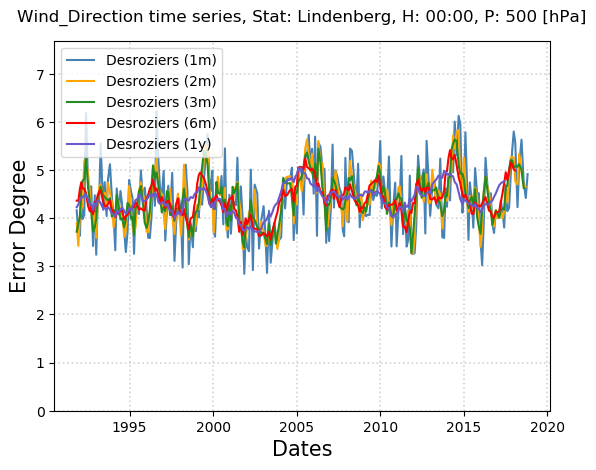 Wind_Direction time series, Stat: Lindenberg, H: 00:00, P: 500 [hPa]
Desroziers (1m)
Desroziers (2m)
Desroziers (3m)
Desroziers (6m)
Desroziers (1y)
Error Degree
7
6
5
4
3
2
1
0
1995 2000 2005 2010 2015 2020
Dates